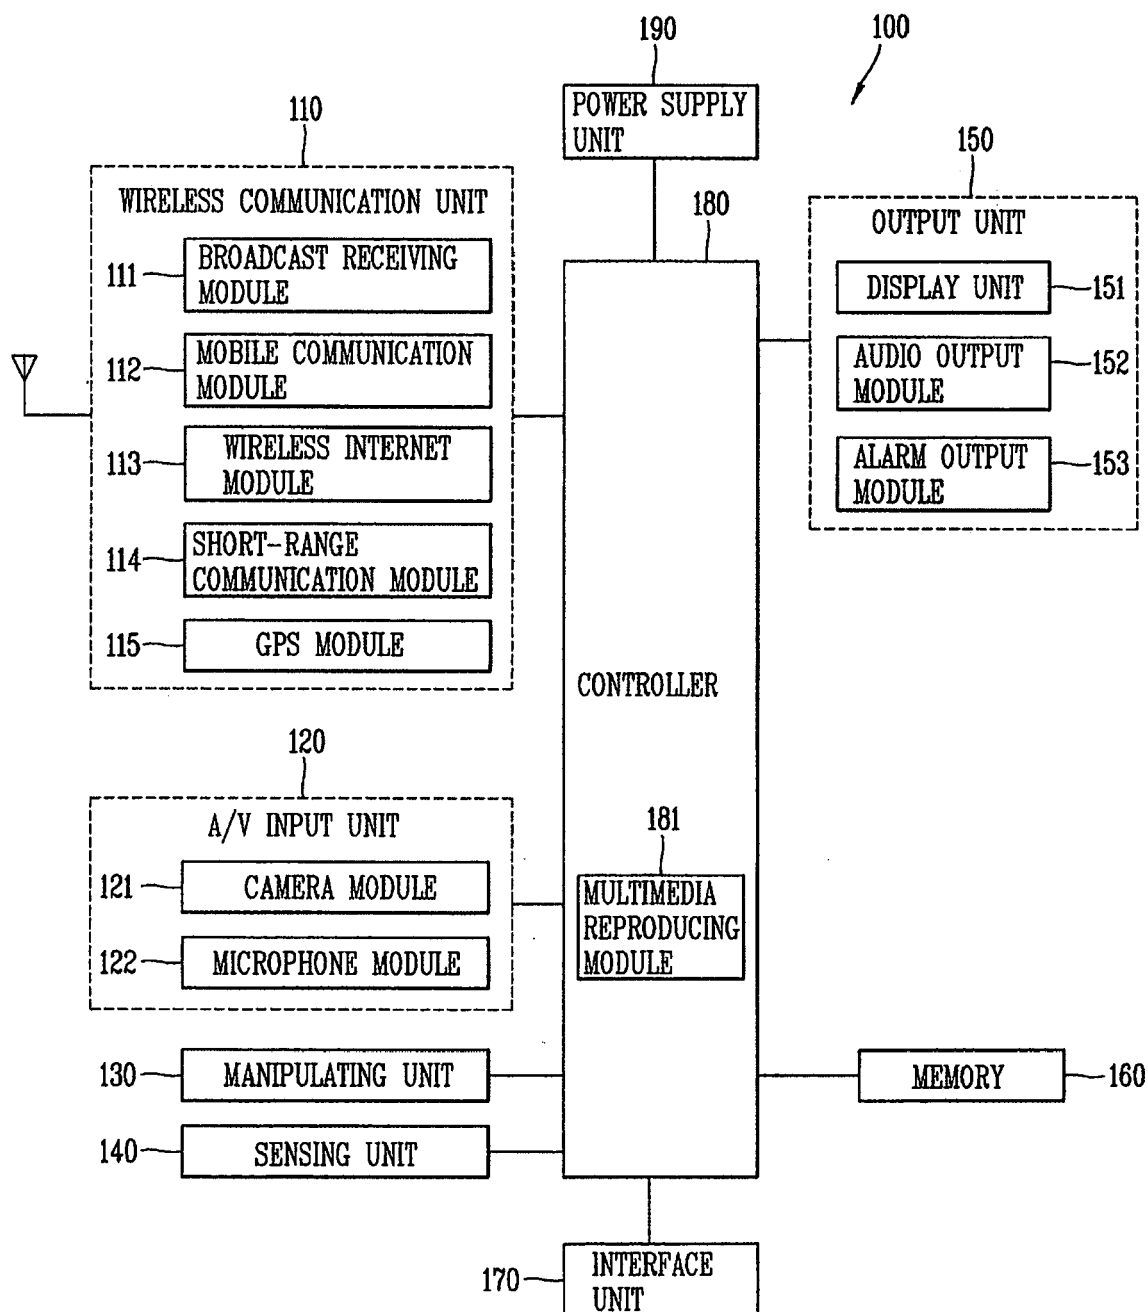 190
100
POWER SUPPLY
UNIT
110
WIRELESS COMMUNICATION UNIT
111
BROADCAST RECEIVING
MODULE
112
MOBILE COMMUNICATION
MODULE
113
WIRELESS INTERNET
MODULE
114
SHORT-RANGE
COMMUNICATION MODULE
115
GPS MODULE
180
150
OUTPUT UNIT
DISPLAY UNIT
151
AUDIO OUTPUT
MODULE
152
ALARM OUTPUT
MODULE
153
CONTROLLER
120
A/V INPUT UNIT
121
CAMERA MODULE
122
MICROPHONE MODULE
181
MULTIMEDIA
REPRODUCING
MODULE
130
MANIPULATING UNIT
140
SENSING UNIT
MEMORY
160
170
INTERFACE
UNIT